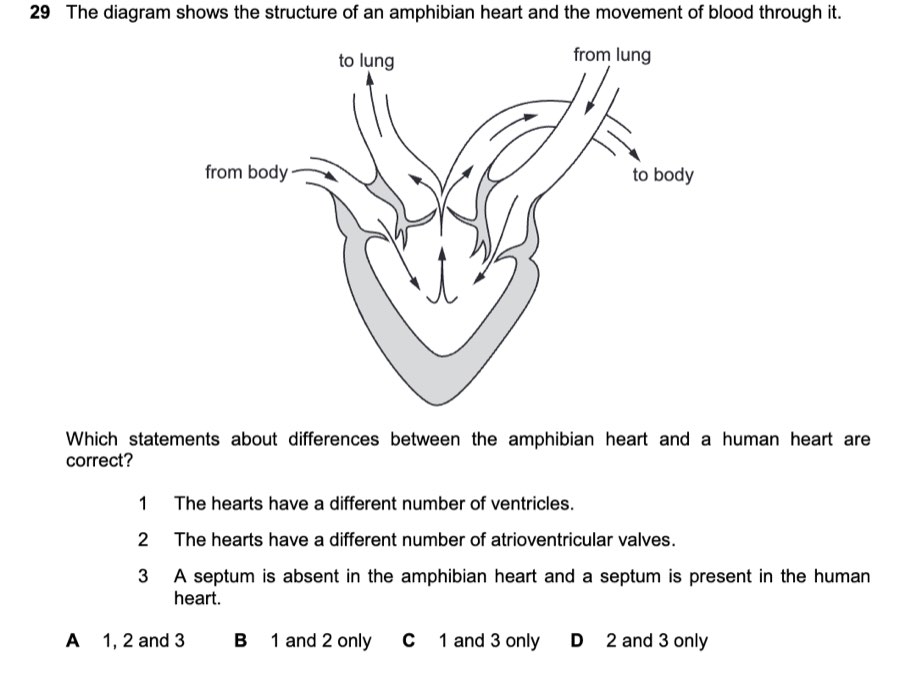 29 The diagram shows the structure of an amphibian heart and the movement of blood through it.
to lung
from lung
from body
to body
Which statements about differences between the amphibian heart and a human heart are
correct?
1 The hearts have a different number of ventricles.
2 The hearts have a different number of atrioventricular valves.
3 A septum is absent in the amphibian heart and a septum is present in the human
heart.
A 1, 2 and 3 B 1 and 2 only C 1 and 3 only D 2 and 3 only